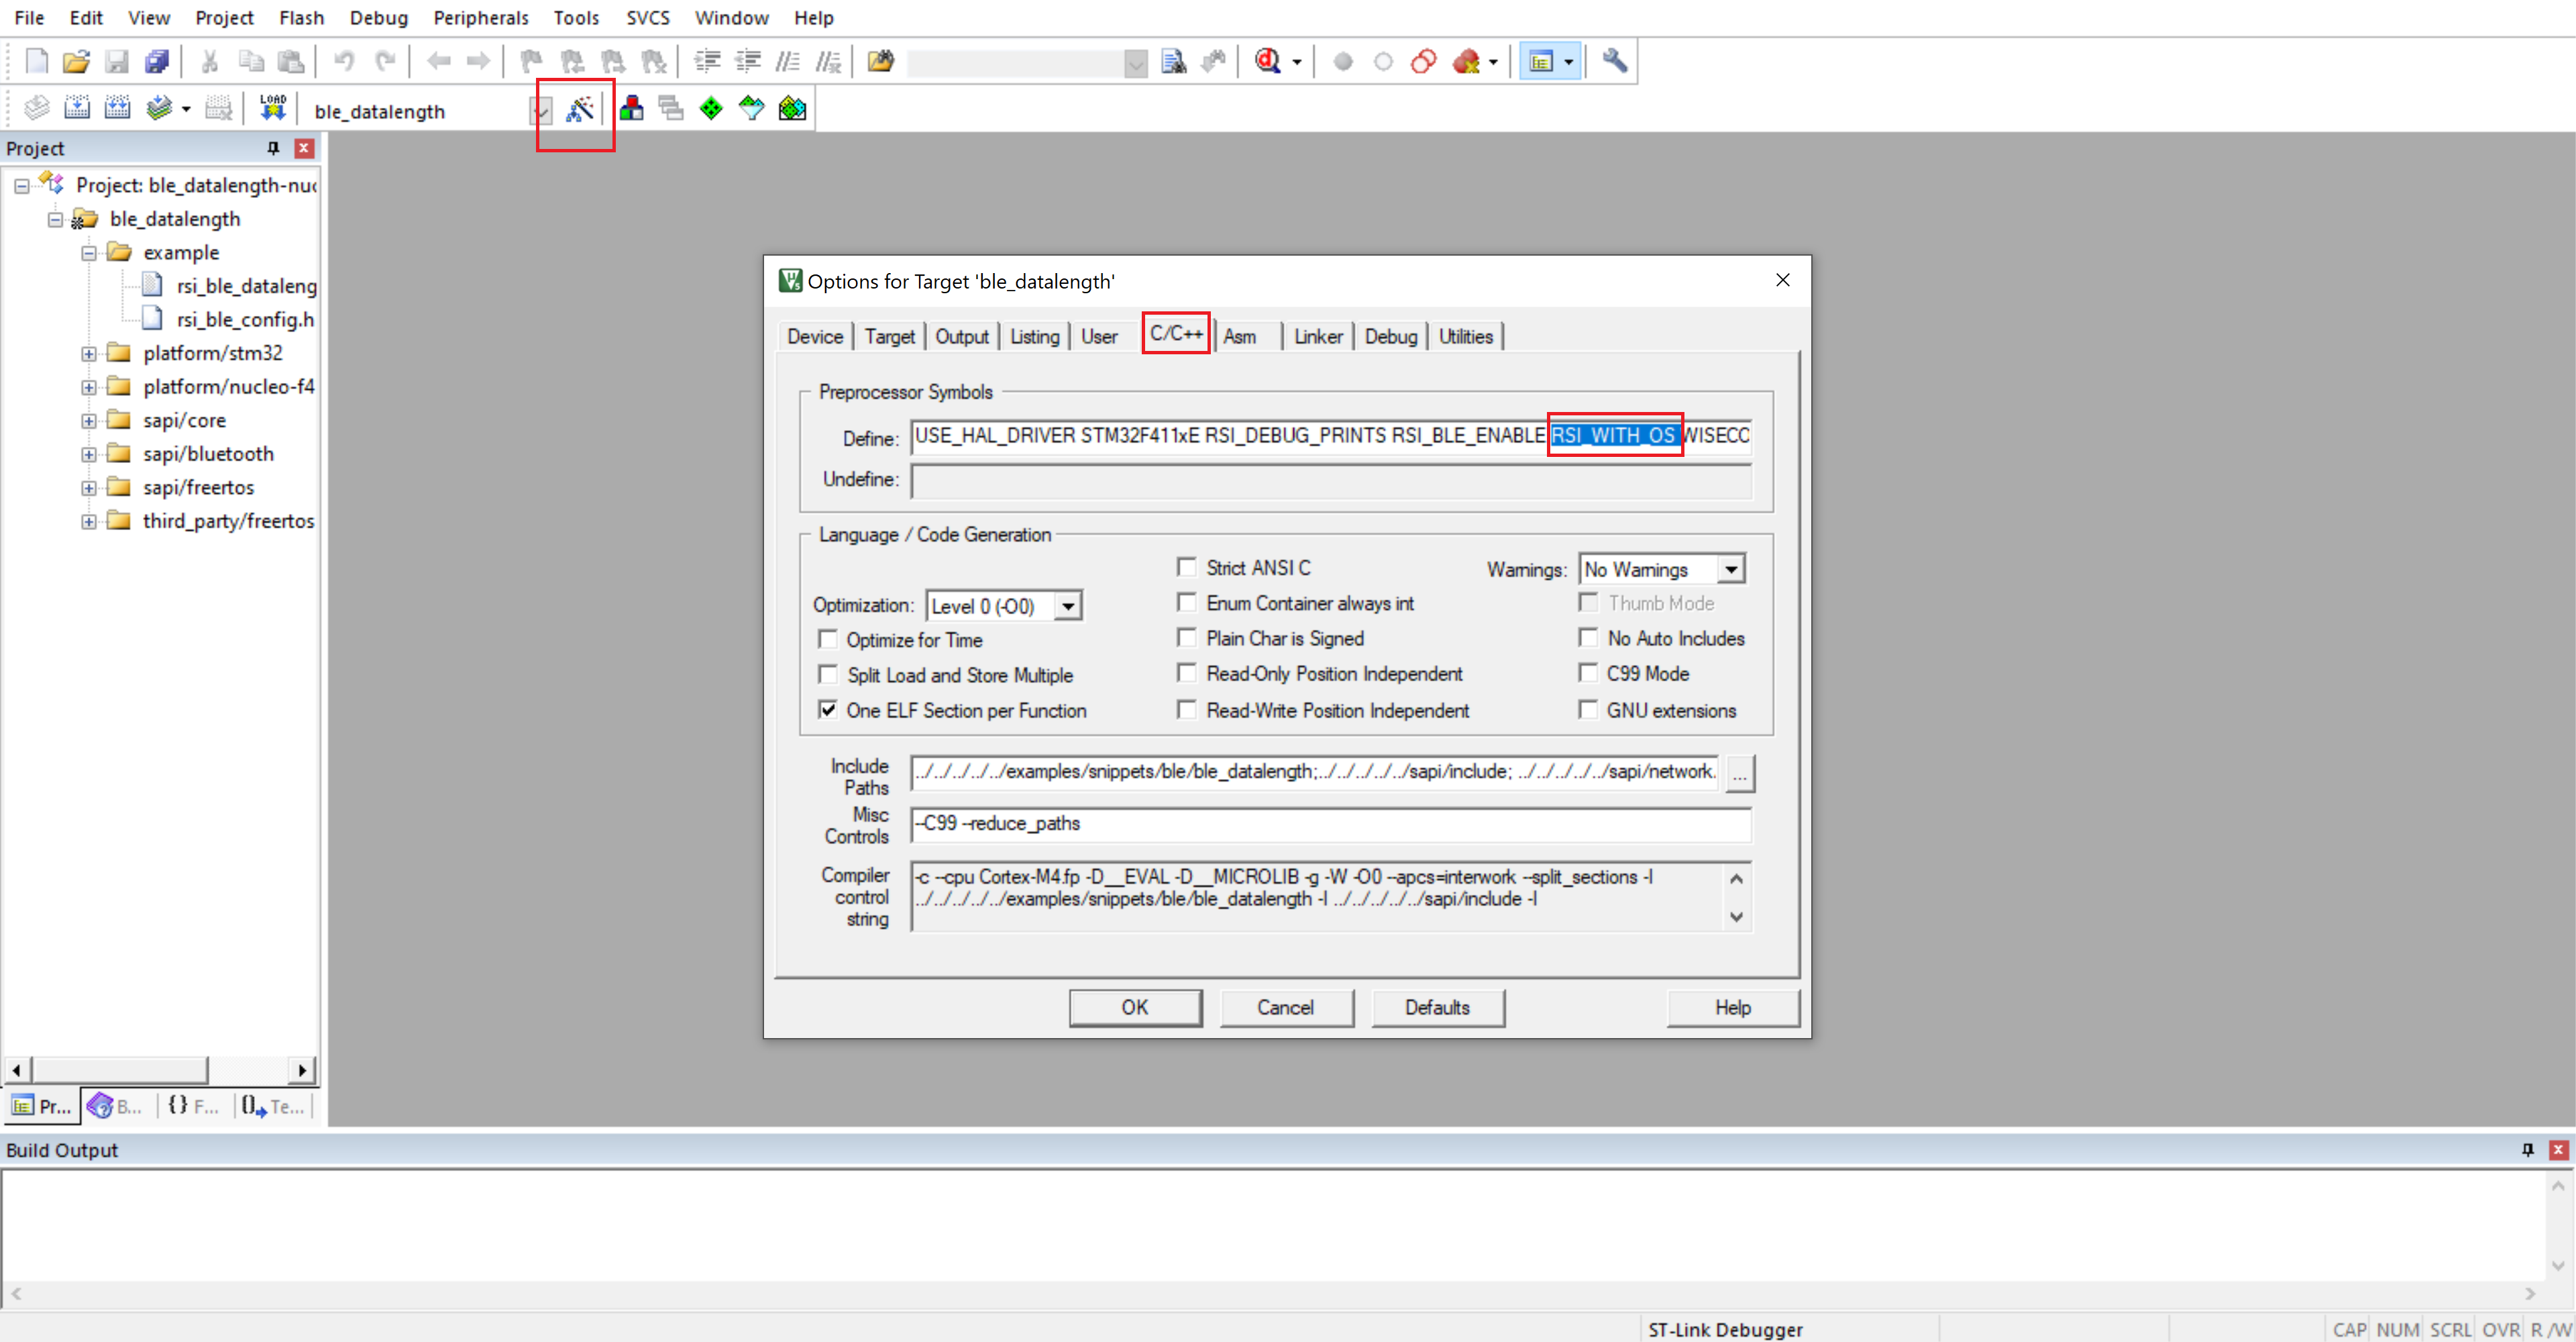 File Edit View Project Flash Debug Peripherals Tools SVCS Window Help
LOAD
ble_datalength
Project
Project: ble_datalength-nuc
ble_datalength
example
rsi_ble_dataleng
rsi_ble_config.h
platform/stm32
platform/nucleo-f4
sapi/core
sapi/bluetooth
sapi/freertos
third_party/freertos
Pr... B... {} F... Te...
Options for Target 'ble_datalength'
Device Target Output Listing User C/C++ Asm Linker Debug Utilities
Preprocessor Symbols
Define: USE_HAL_DRIVER STM32F411xE RSI_DEBUG_PRINTS RSI_BLE_ENABLE RSI_WITH_OS WISECO
Undefine:
Language / Code Generation
Strict ANSI C Warnings: No Warnings
Optimization: Level 0 (-O0) Enum Container always int Thumb Mode
Optimize for Time Plain Char is Signed No Auto Includes
Split Load and Store Multiple Read-Only Position Independent C99 Mode
One ELF Section per Function Read-Write Position Independent GNU extensions
Include Paths ../../../../../examples/snippets/ble/ble_datalength;../../../../../sapi/include; ../../../../../sapi/network. ...
Misc Controls --C99 --reduce_paths
Compiler control string -c --cpu Cortex-M4.fp -D__EVAL -D__MICROLIB -g -W -O0 --apcs=interwork --split_sections -I
../../../../../examples/snippets/ble/ble_datalength -I ../../../../../sapi/include -I
OK Cancel Defaults Help
Build Output
ST-Link Debugger CAP NUM SCRL OVR R/W